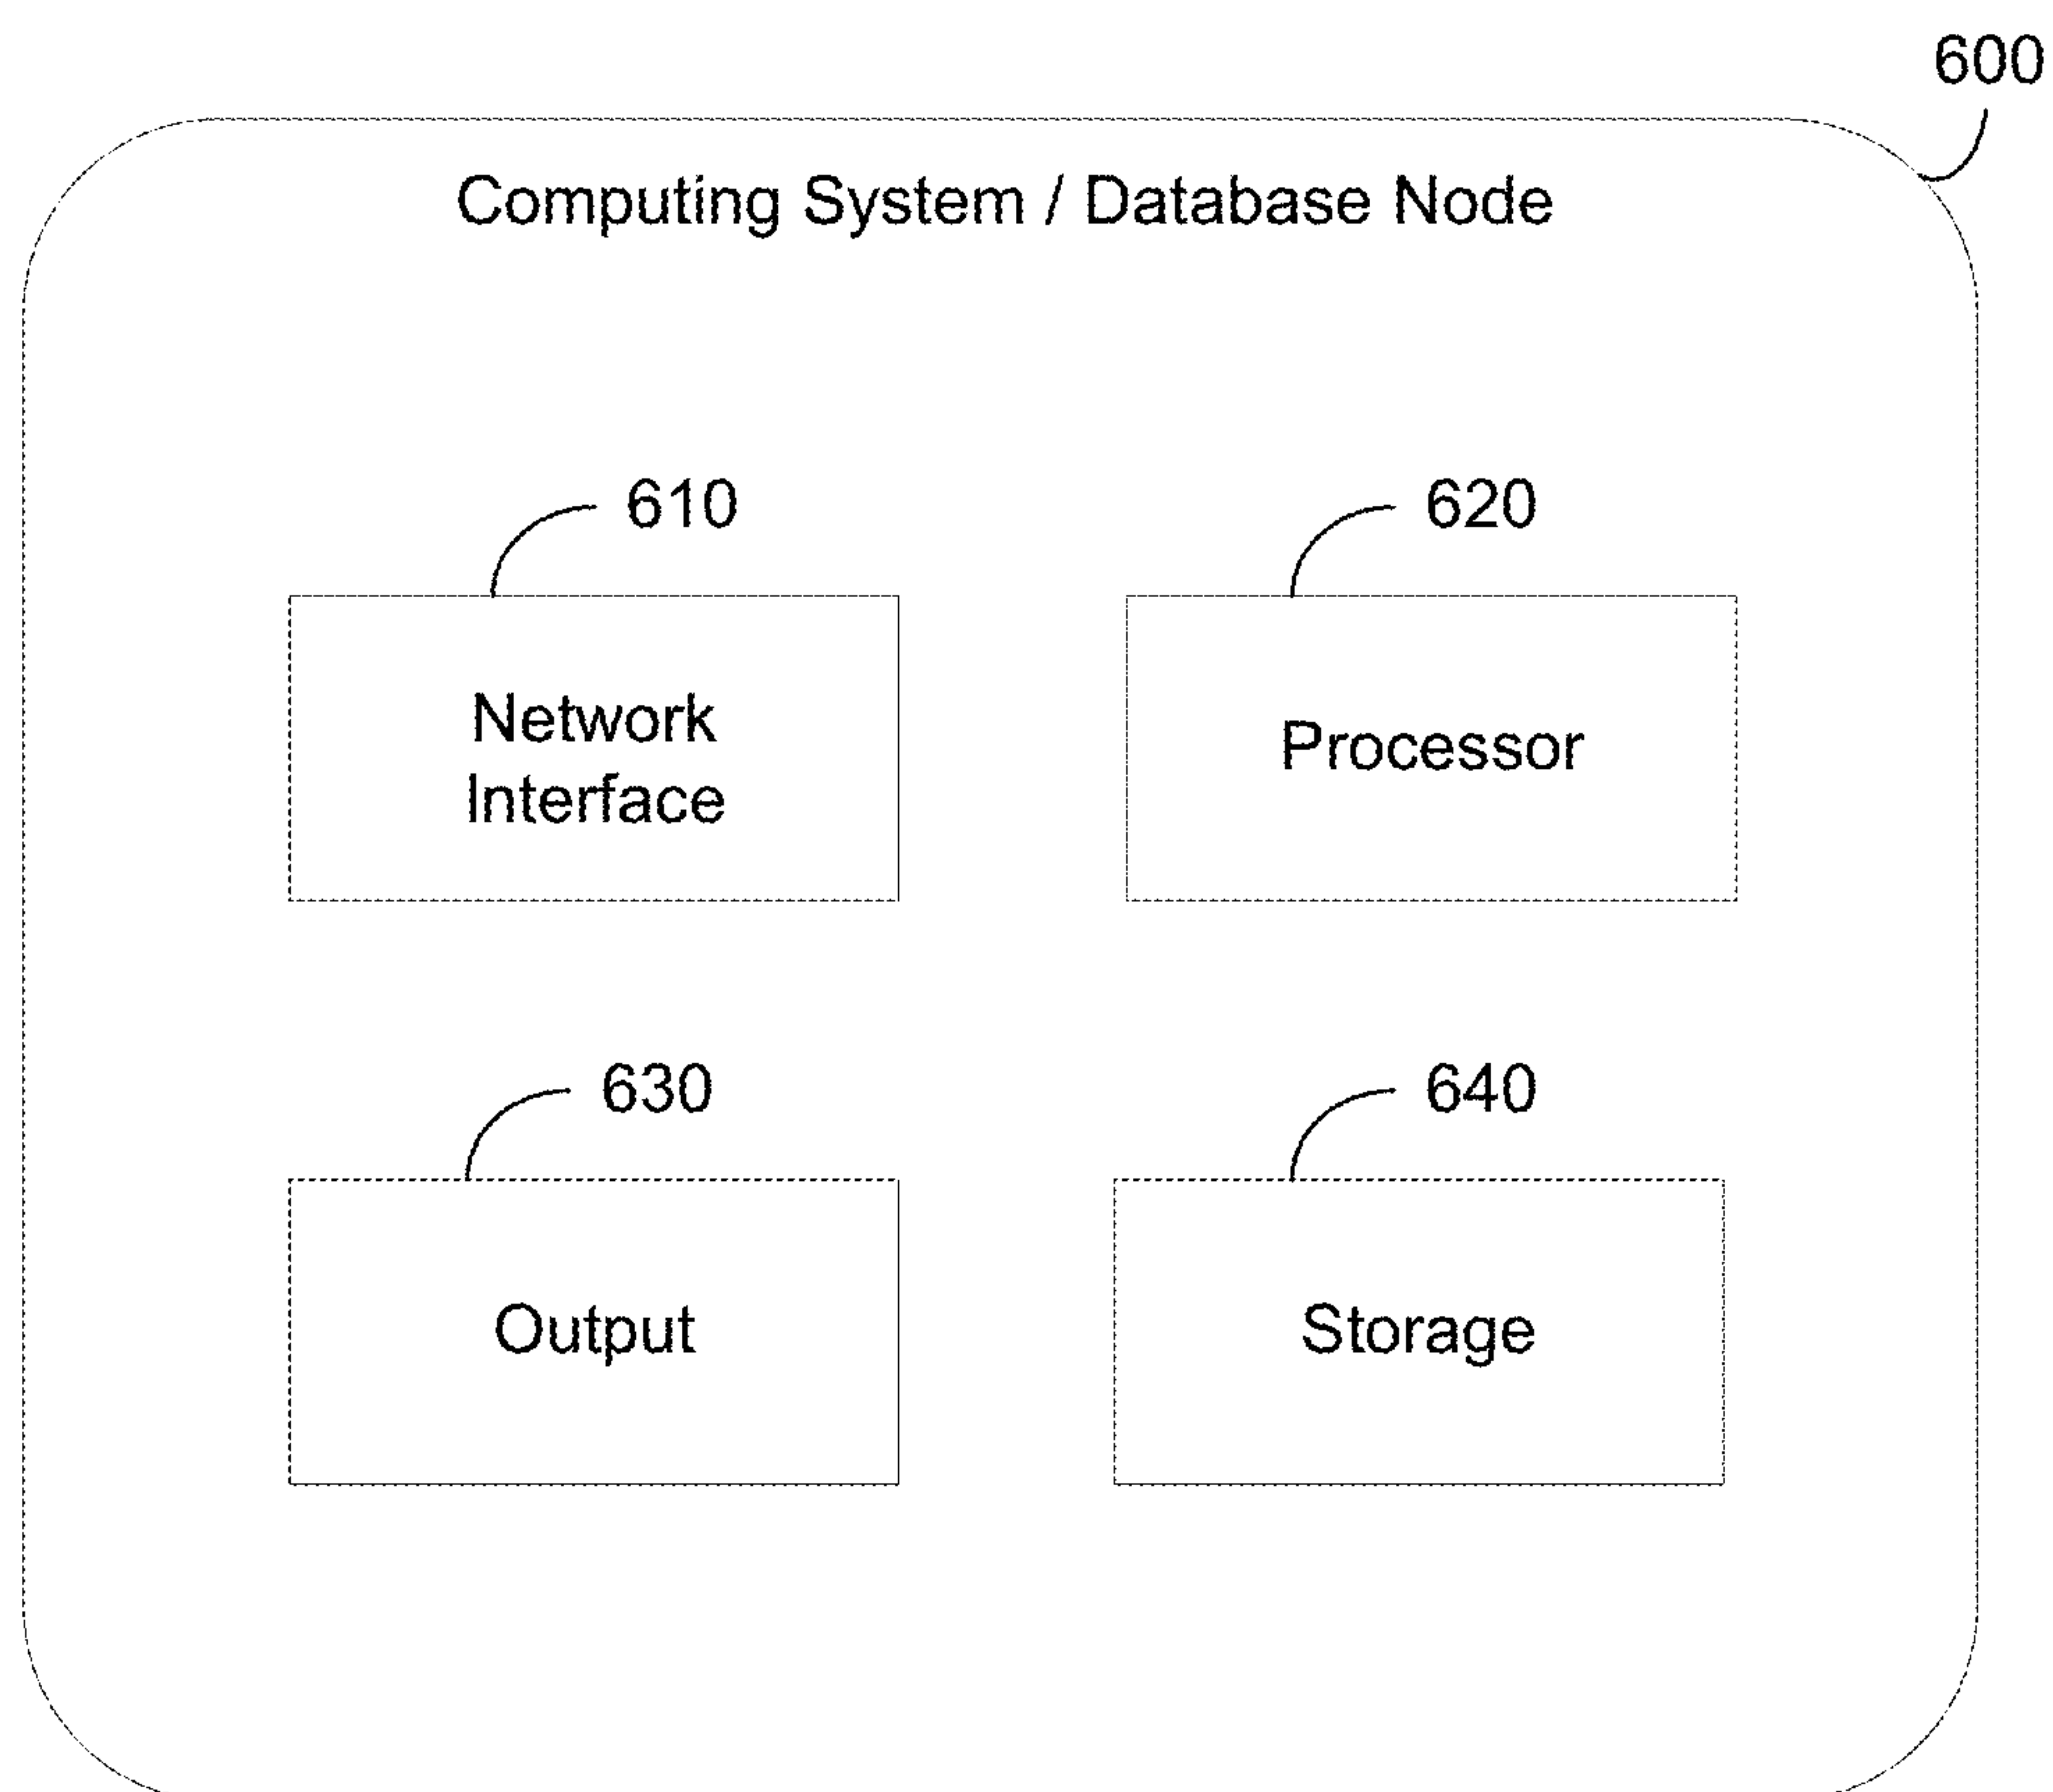 600
Computing System / Database Node
610
620
Network
Interface
Processor
630
640
Output
Storage